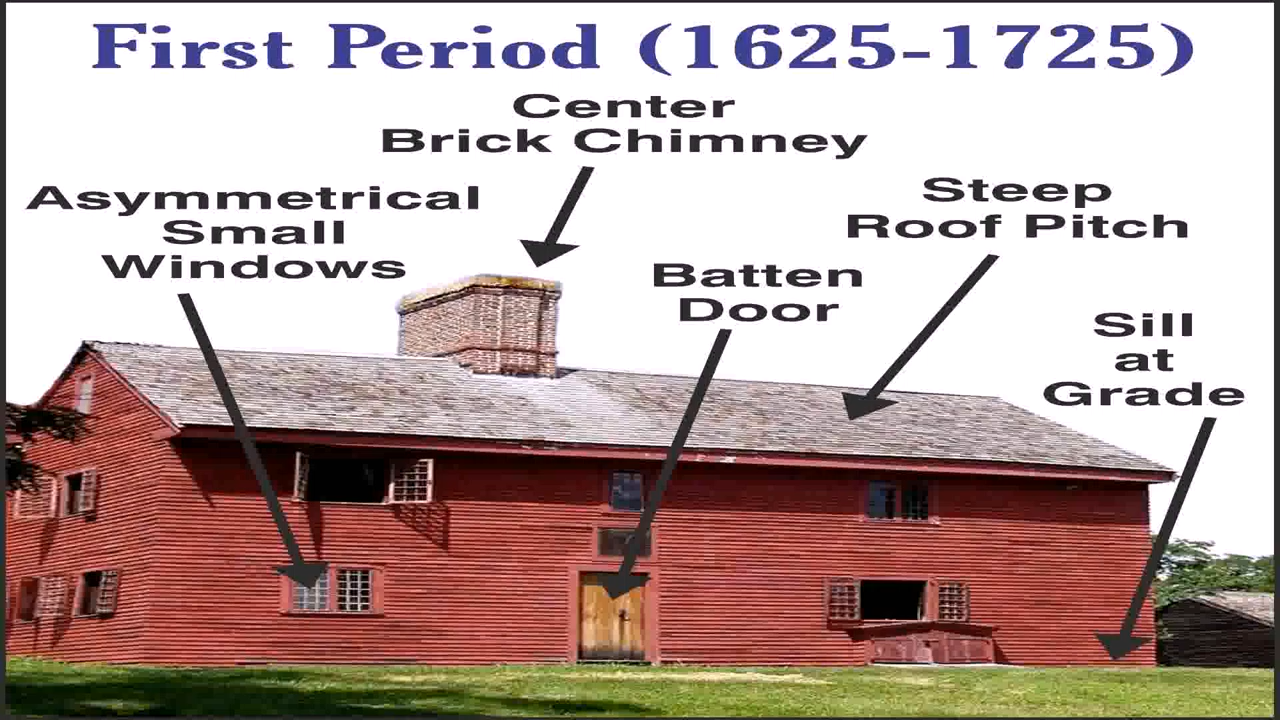 First Period (1625-1725)
Center
Brick Chimney
Asymmetrical
Small
Windows
Batten
Door
Steep
Roof Pitch
Sill
at
Grade